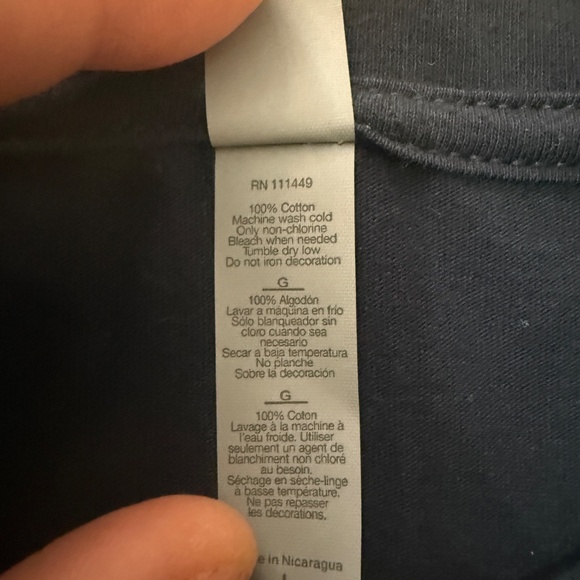 RN 111449
100% Cotton
Machine wash cold
Only non-chlorine
Bleach when needed
Tumble dry low
Do not iron decoration
G
100% Algodón
Lavar a máquina en frío
Sólo blanqueador sin
cloro cuando sea
necesario
Secar a baja temperatura
No planche
Sobre la decoración
G
100% Coton
Lavage à la machine à
l'eau froide. Utiliser
seulement un agent de
blanchiment non chloré
au besoin.
Séchage en sèche-linge
à basse température.
Ne pas repasser
les décorations.
e in Nicaragua